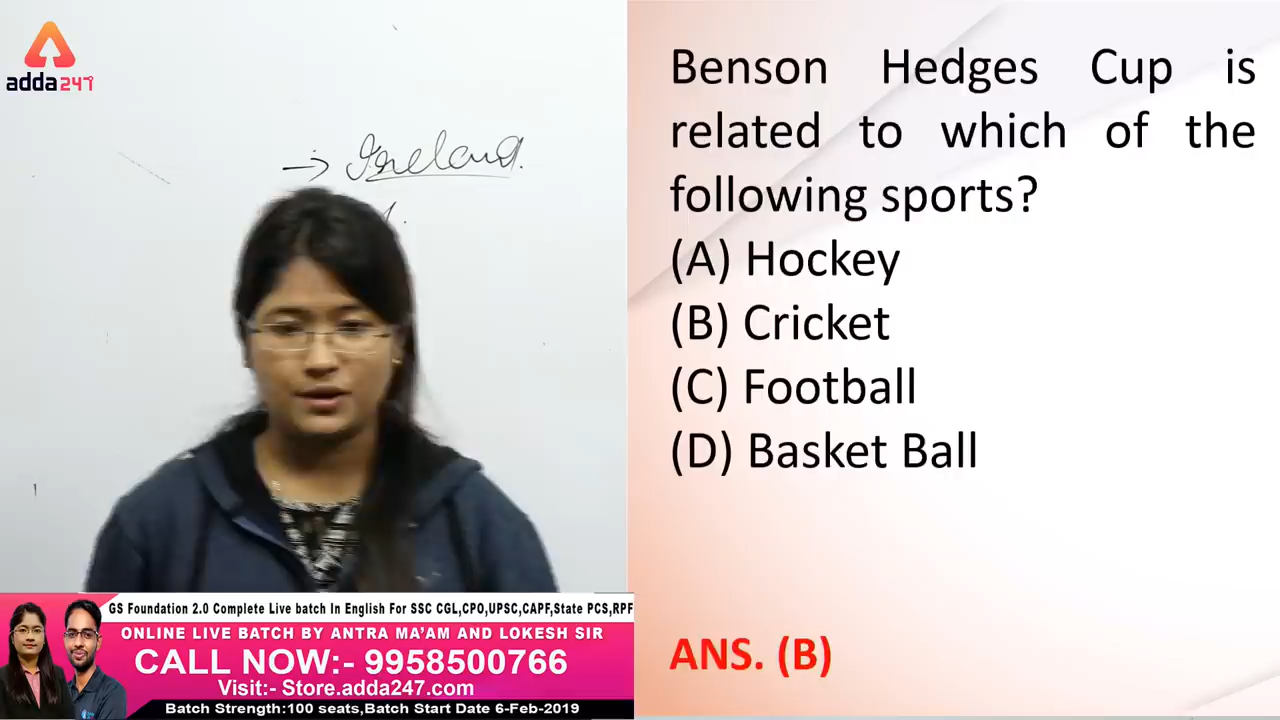 adda247
→ Ireland.
Benson Hedges Cup is
related to which of the
following sports?
(A) Hockey
(B) Cricket
(C) Football
(D) Basket Ball
ANS. (B)
GS Foundation 2.0 Complete Live batch In English For SSC CGL,CPO,UPSC,CAPF,State PCS,RPF
ONLINE LIVE BATCH BY ANTRA MA'AM AND LOKESH SIR
CALL NOW:- 9958500766
Visit:- Store.adda247.com
Batch Strength:100 seats,Batch Start Date 6-Feb-2019